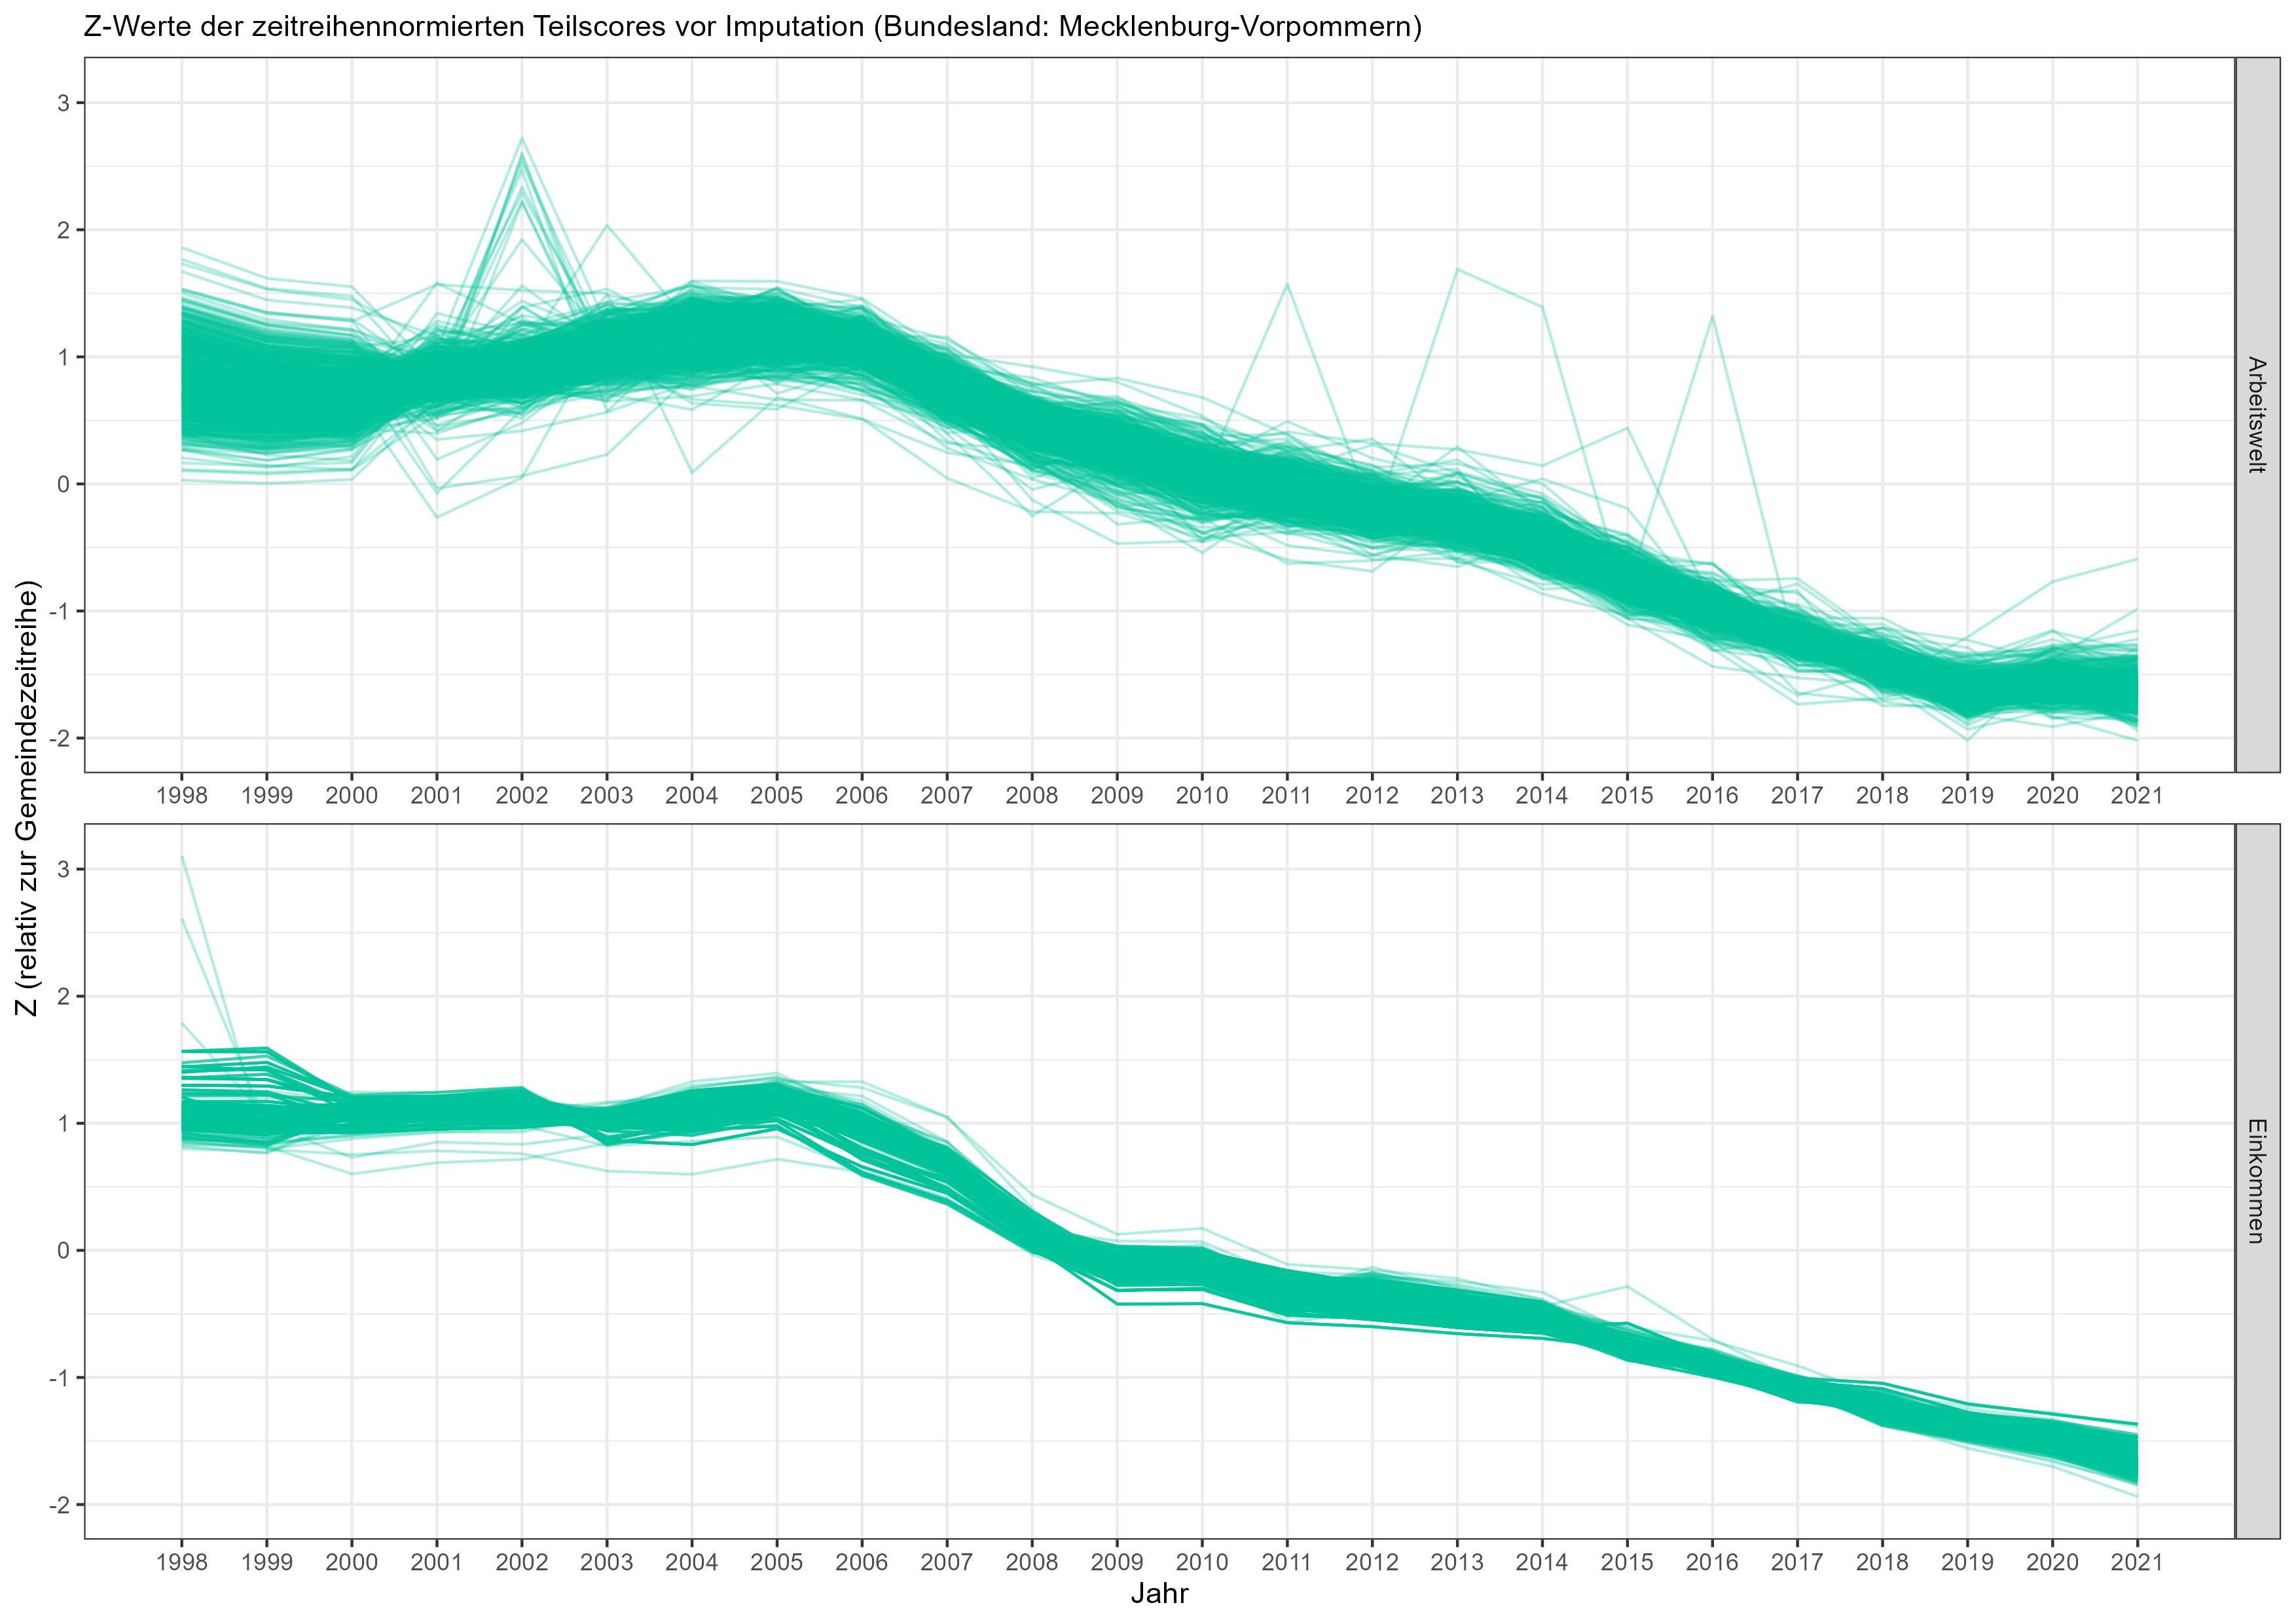 Z-Werte der zeitreihennormierten Teilscores vor Imputation (Bundesland: Mecklenburg-Vorpommern)
Z (relativ zur Gemeindezeitreihe)
3
2
1
0
-1
-2
Arbeitswelt
1998 1999 2000 2001 2002 2003 2004 2005 2006 2007 2008 2009 2010 2011 2012 2013 2014 2015 2016 2017 2018 2019 2020 2021
3
2
1
0
-1
-2
Einkommen
1998 1999 2000 2001 2002 2003 2004 2005 2006 2007 2008 2009 2010 2011 2012 2013 2014 2015 2016 2017 2018 2019 2020 2021
Jahr